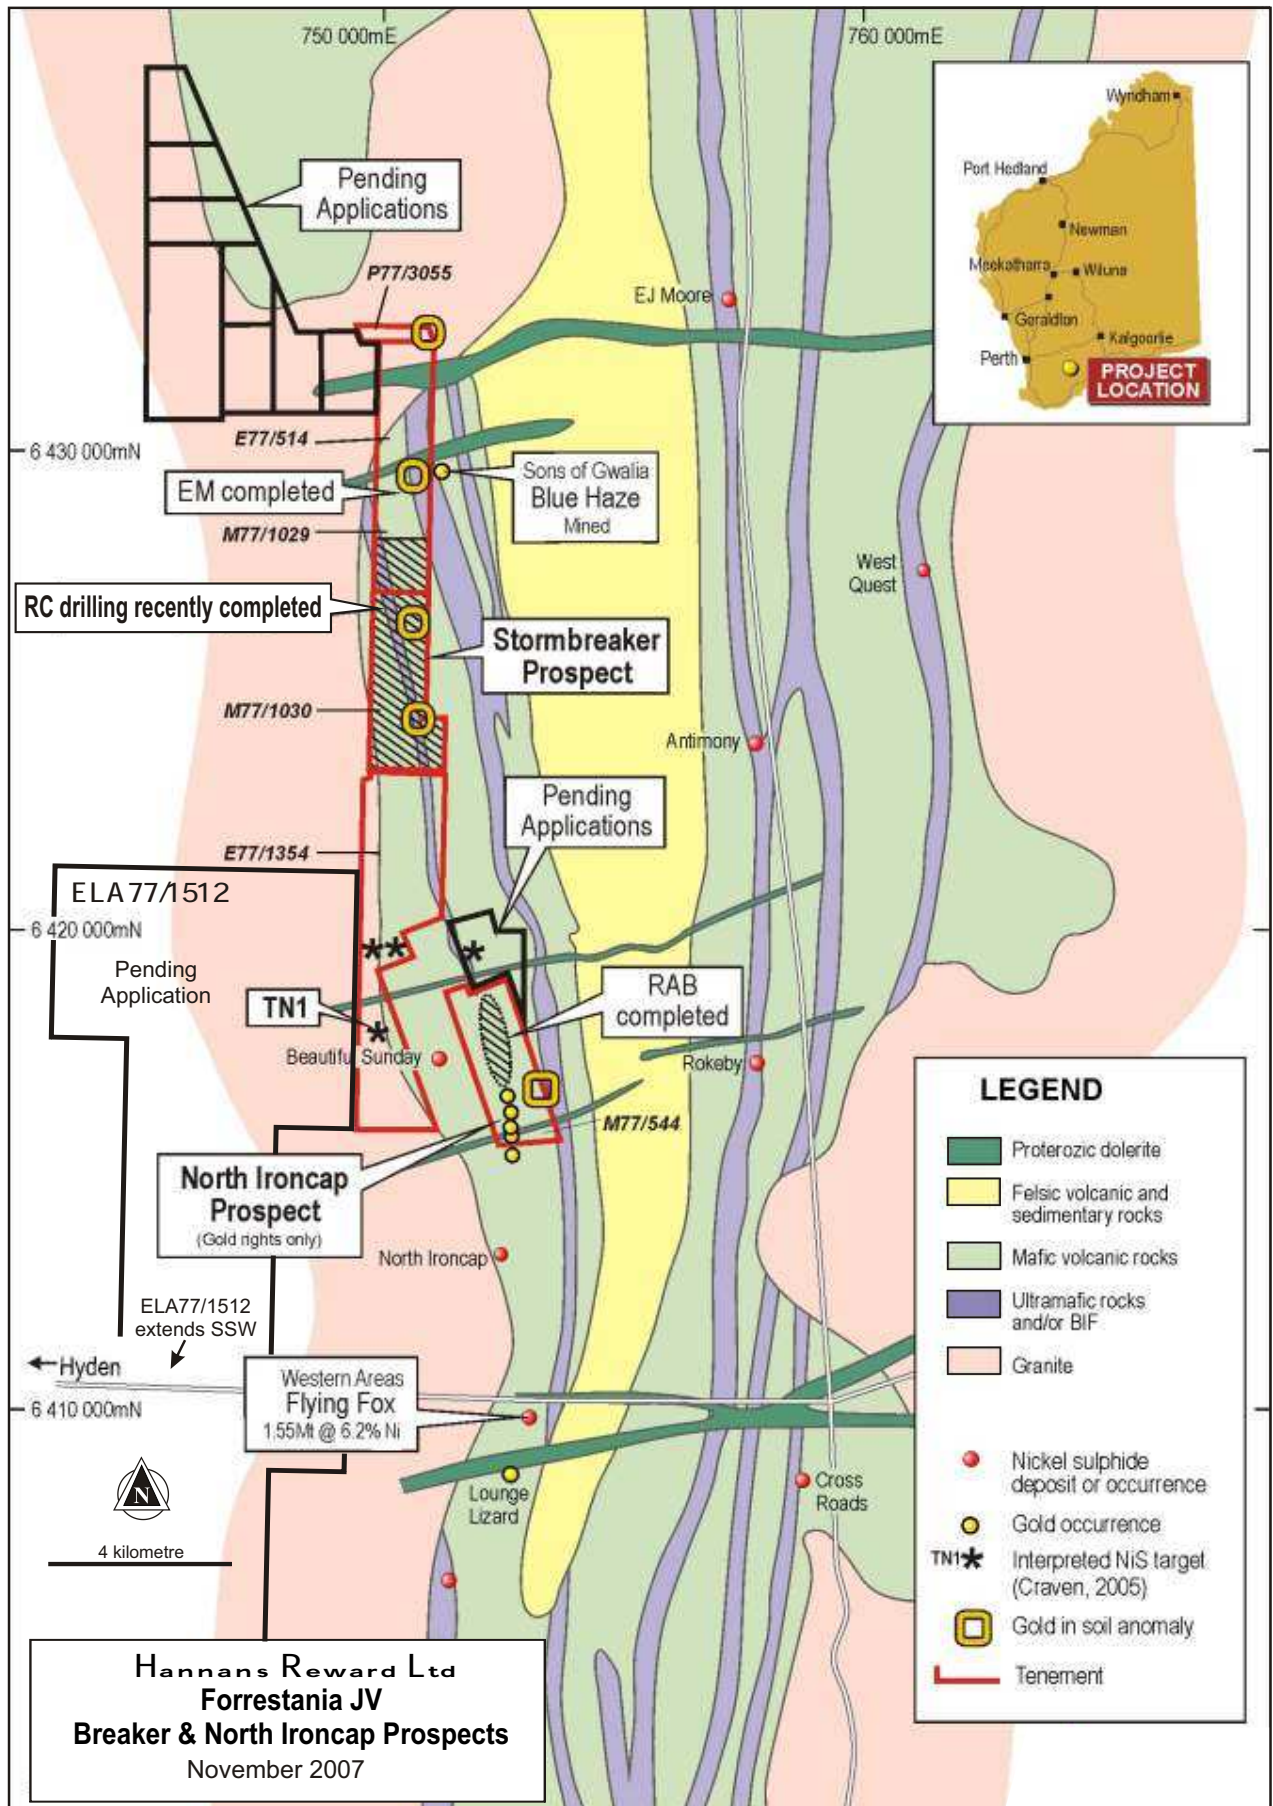 750 000mE
760 000mE
Wyndham
Port Hedland
Newman
Meekatharra
Wiluna
Geraldton
Kalgoorlie
Perth
PROJECT
LOCATION
Pending
Applications
P77/3055
EJ Moore
E77/514
6 430 000mN
EM completed
Sons of Gwalia
Blue Haze
Mined
M77/1029
West
Quest
RC drilling recently completed
Stormbreaker
Prospect
M77/1030
Antimony
Pending
Applications
E77/1354
ELA77/1512
6 420 000mN
Pending
Application
TN1
RAB
completed
Beautiful Sunday
Rokeby
M77/544
North Ironcap
Prospect
(Gold rights only)
North Ironcap
ELA77/1512
extends SSW
Hyden
Western Areas
Flying Fox
1.55Mt @ 6.2% Ni
6 410 000mN
N
4 kilometre
Lounge
Lizard
Cross
Roads
LEGEND
Proterozic dolerite
Felsic volcanic and
sedimentary rocks
Mafic volcanic rocks
Ultramafic rocks
and/or BIF
Granite
Nickel sulphide
deposit or occurrence
Gold occurrence
TN1 Interpreted NiS target
(Craven, 2005)
Gold in soil anomaly
Tenement
Hannans Reward Ltd
Forrestania JV
Breaker & North Ironcap Prospects
November 2007